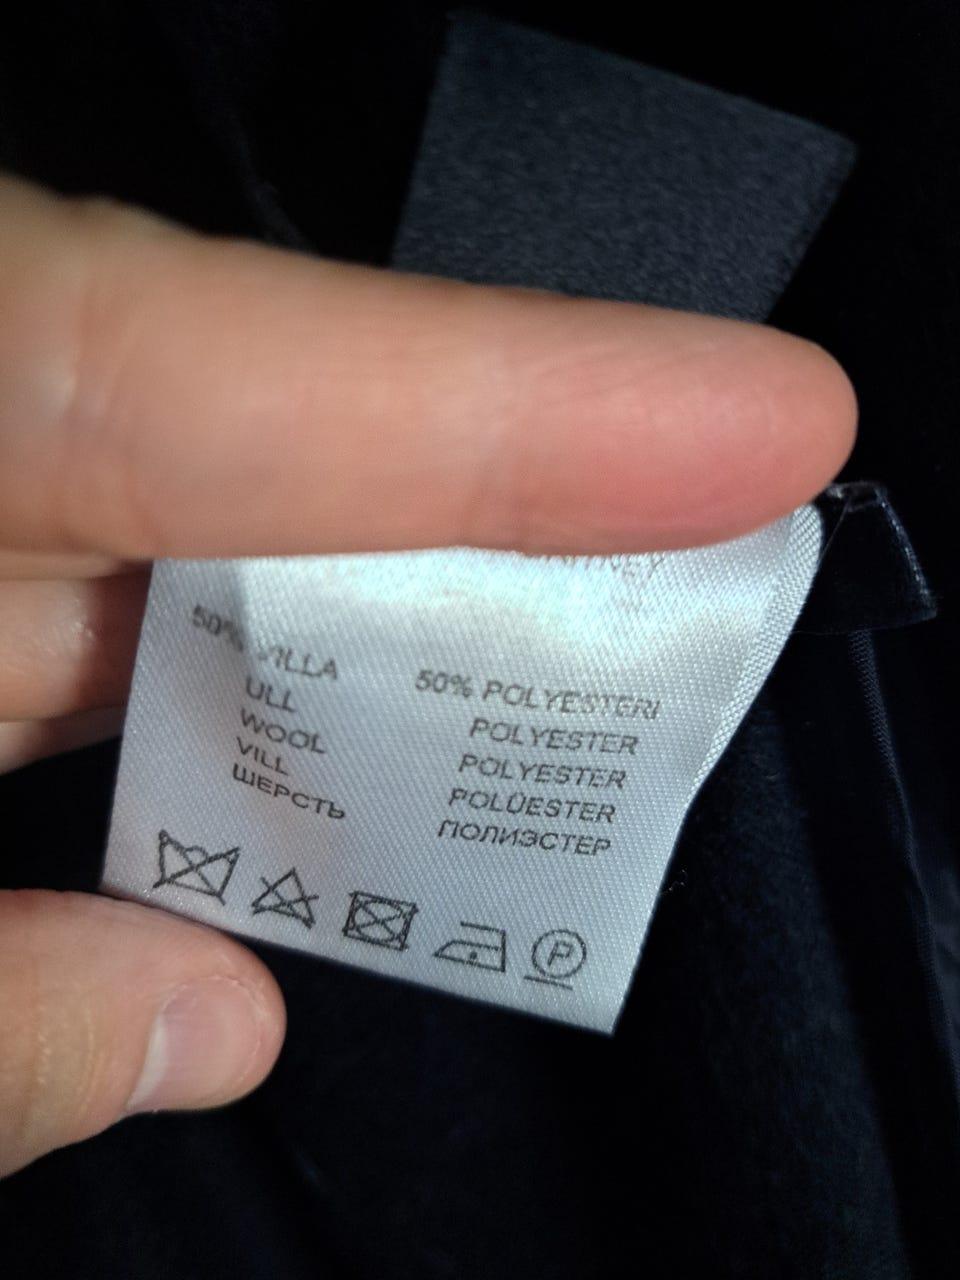 50% VILLA
ULL
WOOL
VILL
ШЕРСТЬ
50% POLYESTERI
POLYESTER
POLYESTER
POLÜESTER
ПОЛИЭСТЕР
P